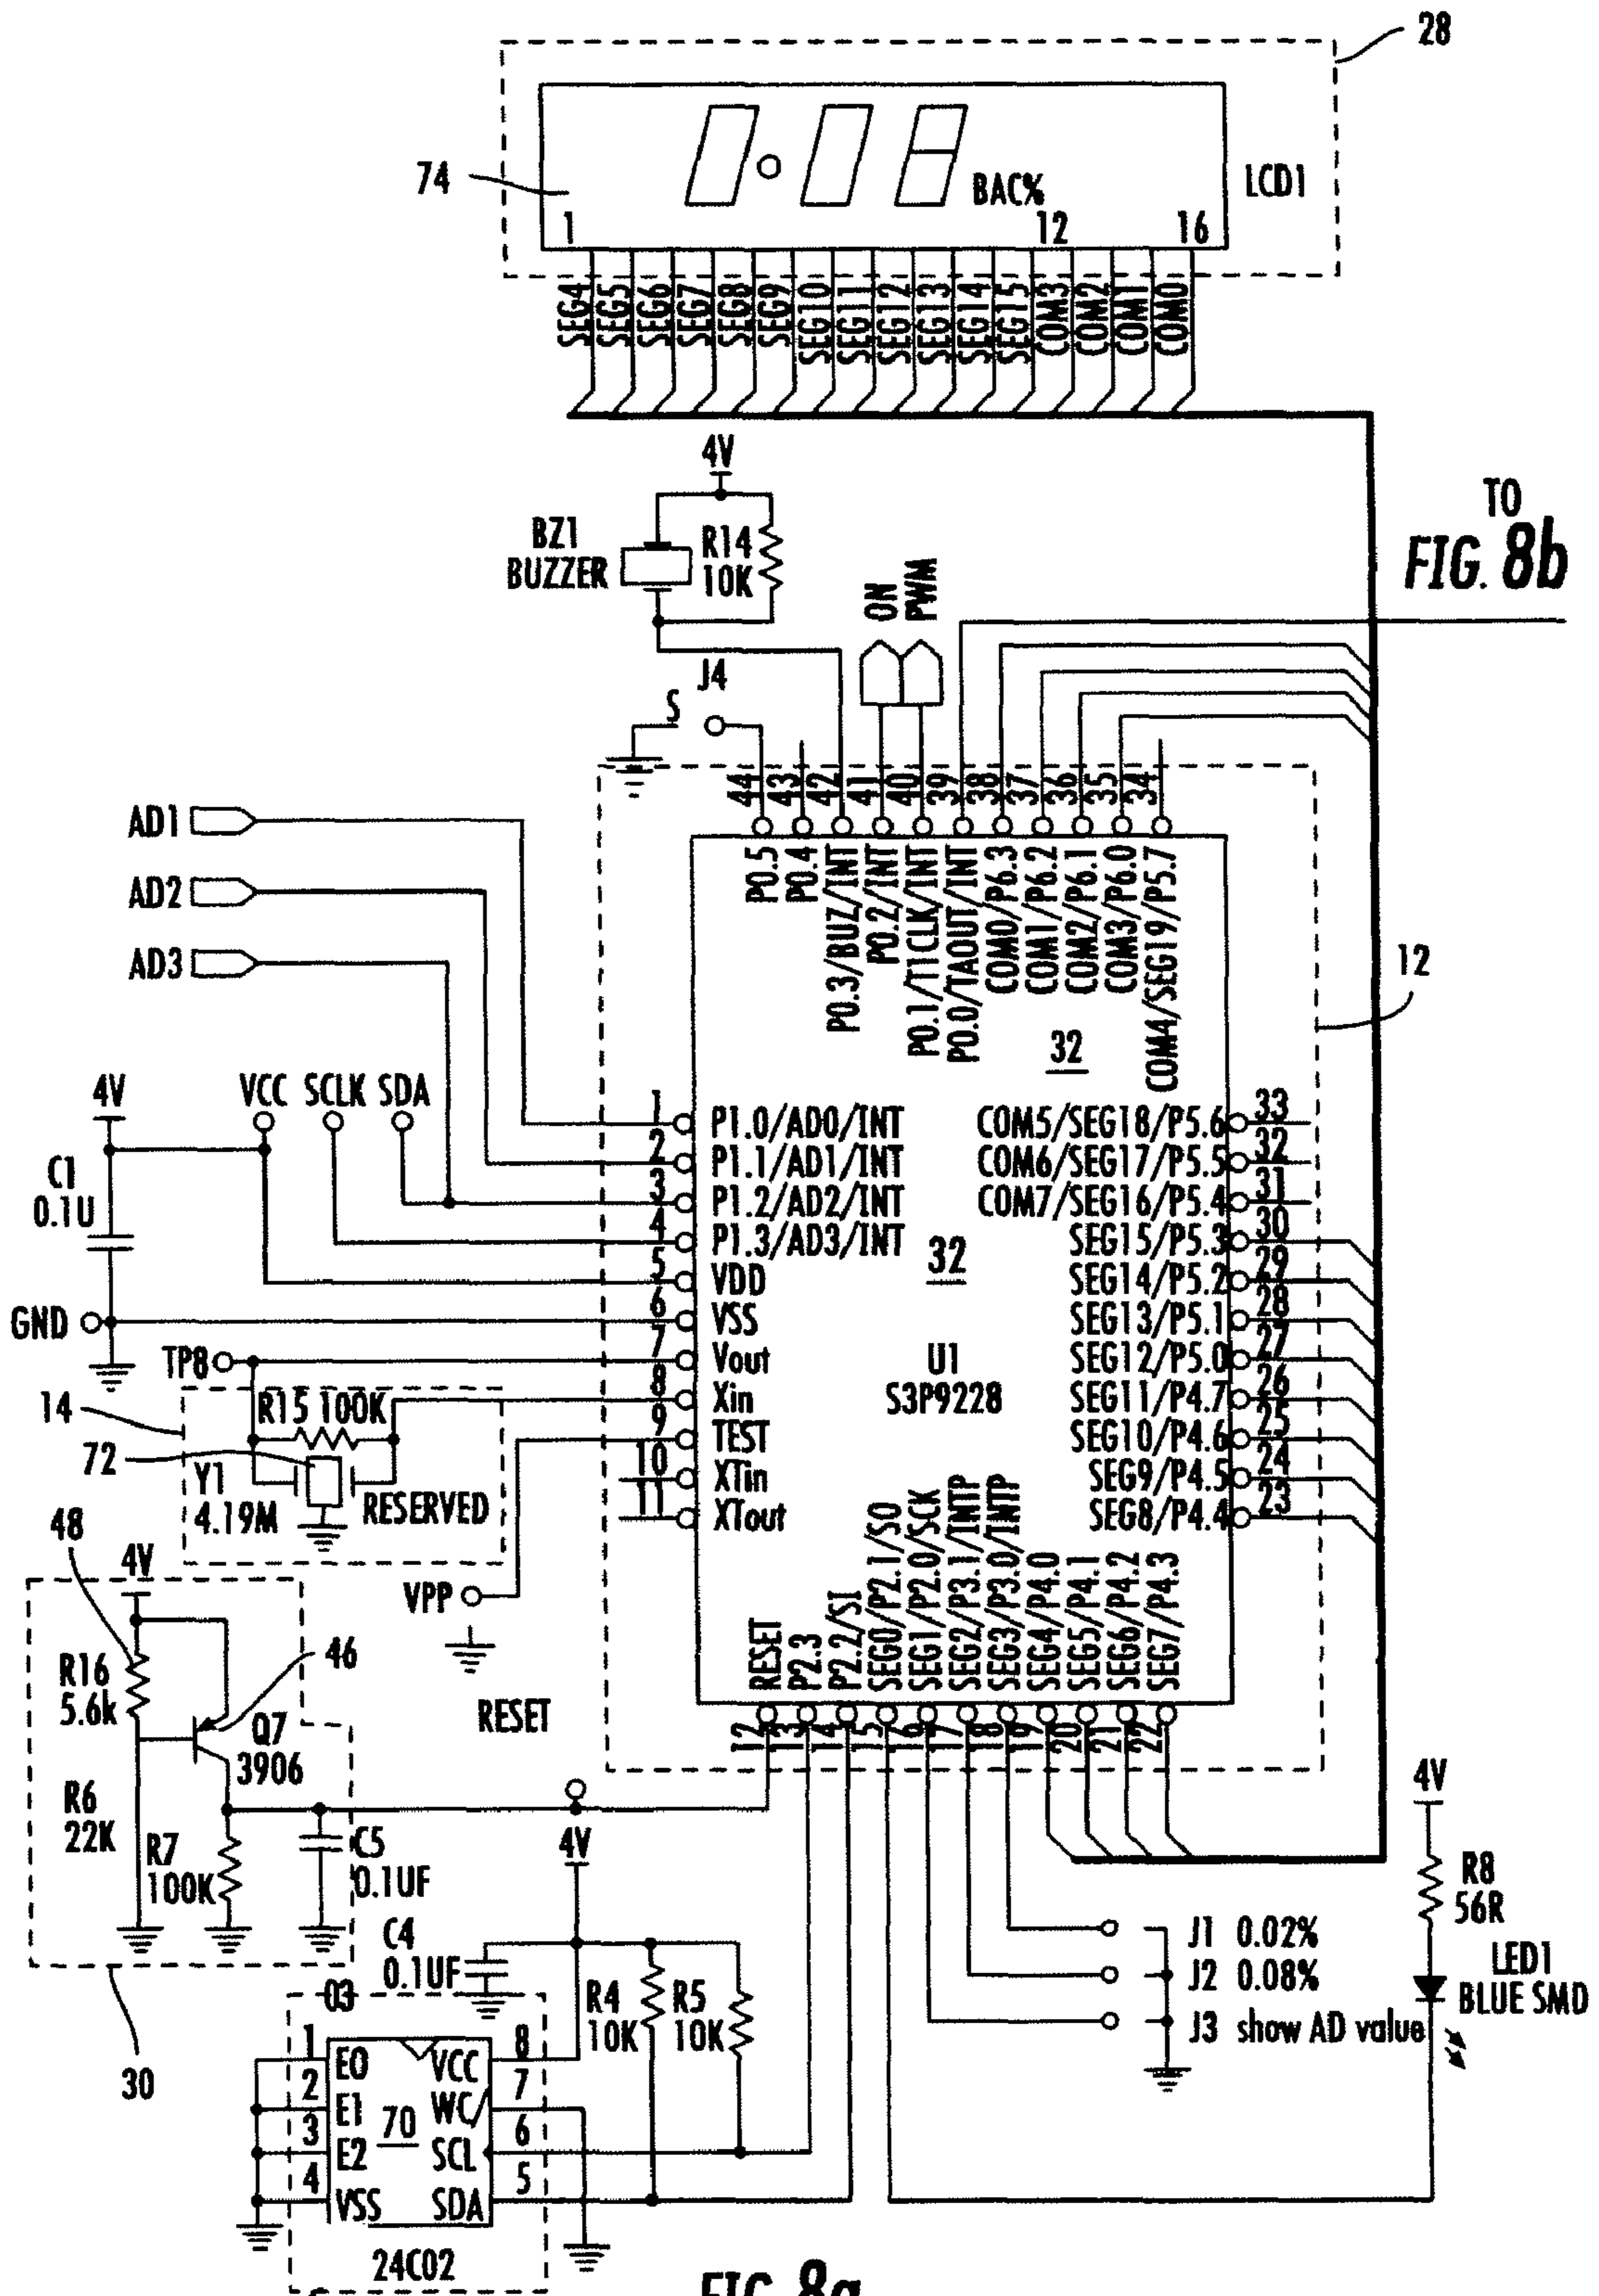 28
74
BAC%
LCD1
1
12
16
SEG4
SEG5
SEG6
SEG7
SEG8
SEG9
SEG10
SEG11
SEG12
SEG13
SEG14
SEG15
COM3
COM2
COM1
COM0
4V
BZ1
BUZZER
R14
10K
ON
PWM
TO
FIG. 8b
J4
S
44
43
42
41
40
39
38
37
36
35
34
AD1
AD2
AD3
P0.5
P0.4
P0.3/BUZ/INT
P0.2/INT
P0.1/T1CLK/INT
P0.0/TAOUT/INT
COM0/P6.3
COM1/P6.2
COM2/P6.1
COM3/P6.0
COM4/SEG19/P5.7
12
32
4V
VCC
SCLK
SDA
C1
0.1U
GND
1 P1.0/AD0/INT
2 P1.1/AD1/INT
3 P1.2/AD2/INT
4 P1.3/AD3/INT
5 VDD
6 VSS
7 Vout
8 Xin
9 TEST
10 XTin
11 XTout
COM5/SEG18/P5.6 33
COM6/SEG17/P5.5 32
COM7/SEG16/P5.4 31
SEG15/P5.3 30
SEG14/P5.2 29
SEG13/P5.1 28
SEG12/P5.0 27
SEG11/P4.7 26
SEG10/P4.6 25
SEG9/P4.5 24
SEG8/P4.4 23
32
U1
S3P9228
TP8
14
R15 100K
72
Y1
4.19M
RESERVED
48
4V
VPP
R16
5.6k
46
Q7
3906
R6
22K
R7
100K
C5
0.1UF
30
RESET
RESET
P2.3
P2.2/SI
SEG0/P2.1/SO
SEG1/P2.0/SCK
SEG2/P3.1/INTP
SEG3/P3.0/INTP
SEG4/P4.0
SEG5/P4.1
SEG6/P4.2
SEG7/P4.3
12
13
14
15
16
17
18
19
20
21
22
4V
R8
56R
LED1
BLUE SMD
4V
C4
0.1UF
R4
10K
R5
10K
J1 0.02%
J2 0.08%
J3 show AD value
03
1 E0
2 E1
3 E2
4 VSS
70
VCC 8
WC/ 7
SCL 6
SDA 5
24C02
FIG. 8a